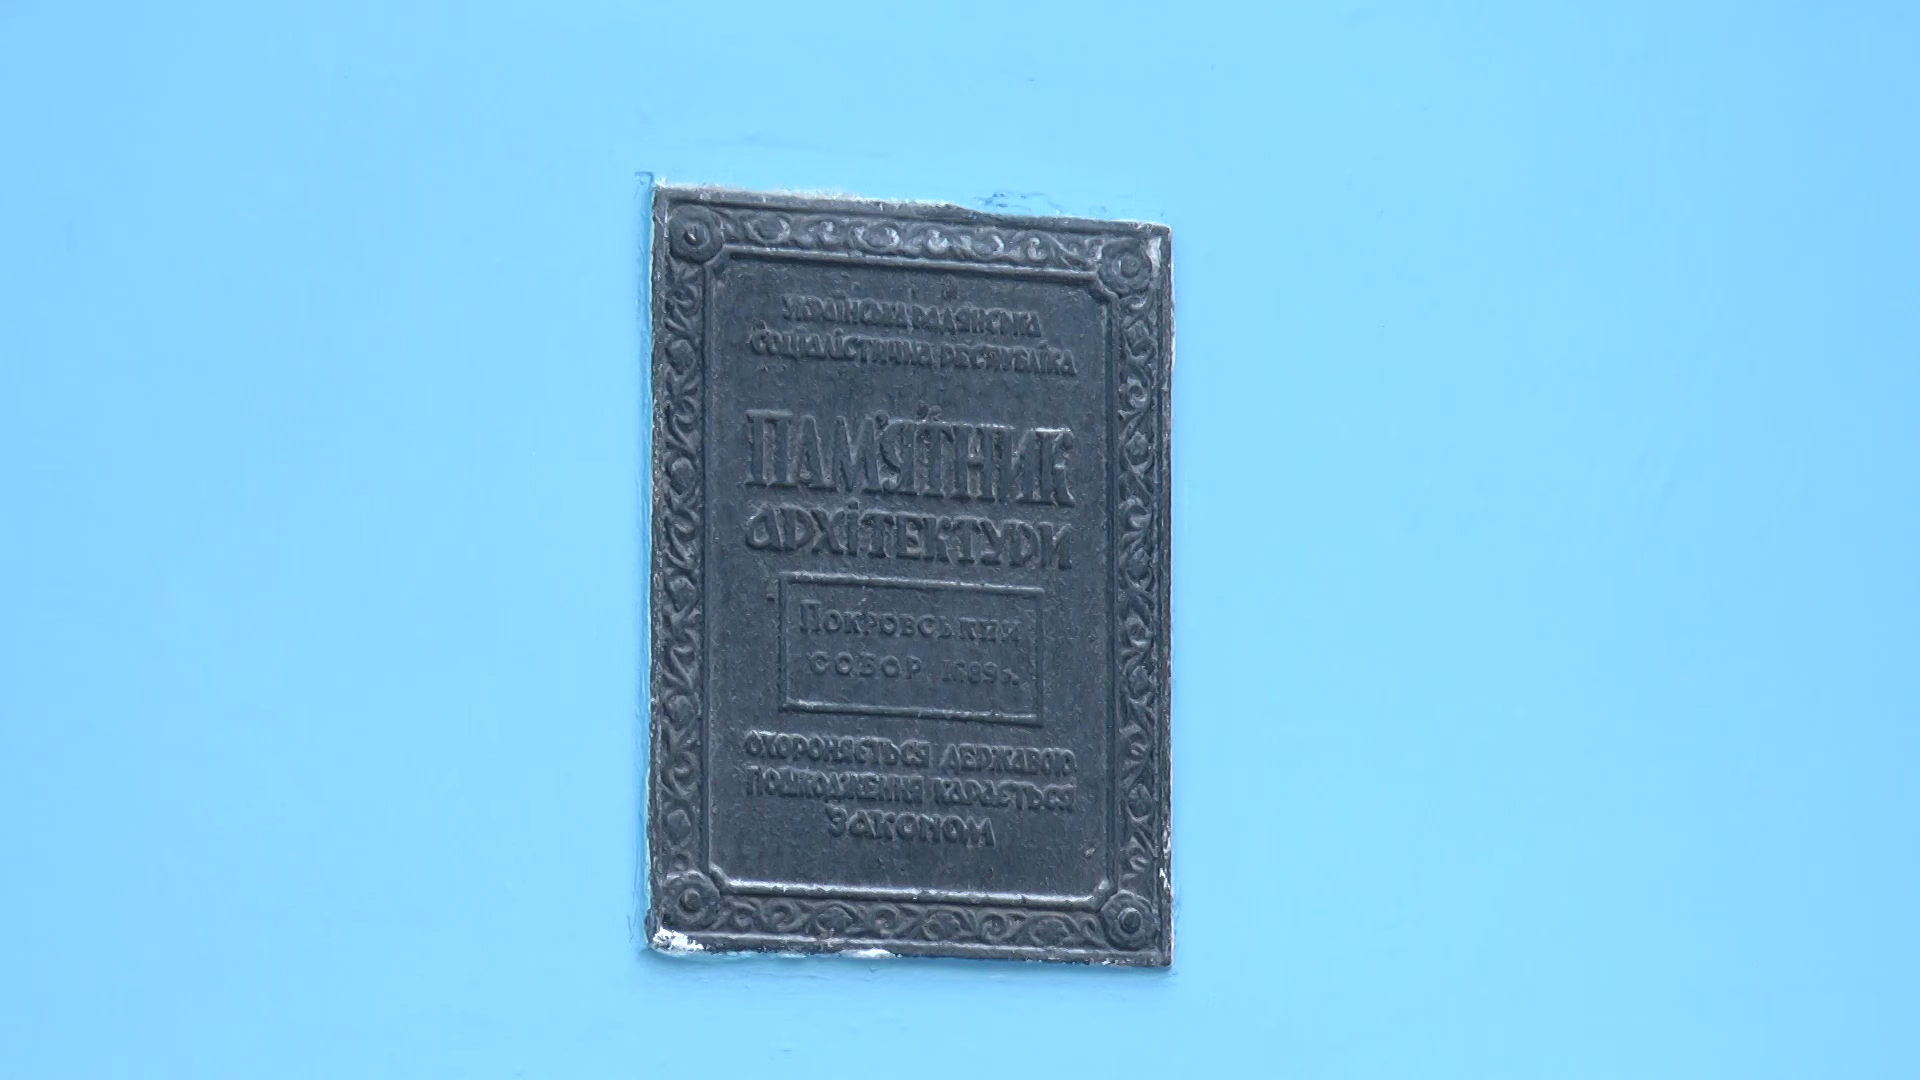 Українська Радянська
Соціалістична Республіка
ПАМ'ЯТНИК
АРХІТЕКТУРИ
Покровський
СОБОР
ОХОРОНЯЄТЬСЯ ДЕРЖАВОЮ
ПОШКОДЖЕННЯ КАРАЄТЬСЯ
ЗАКОНОМ